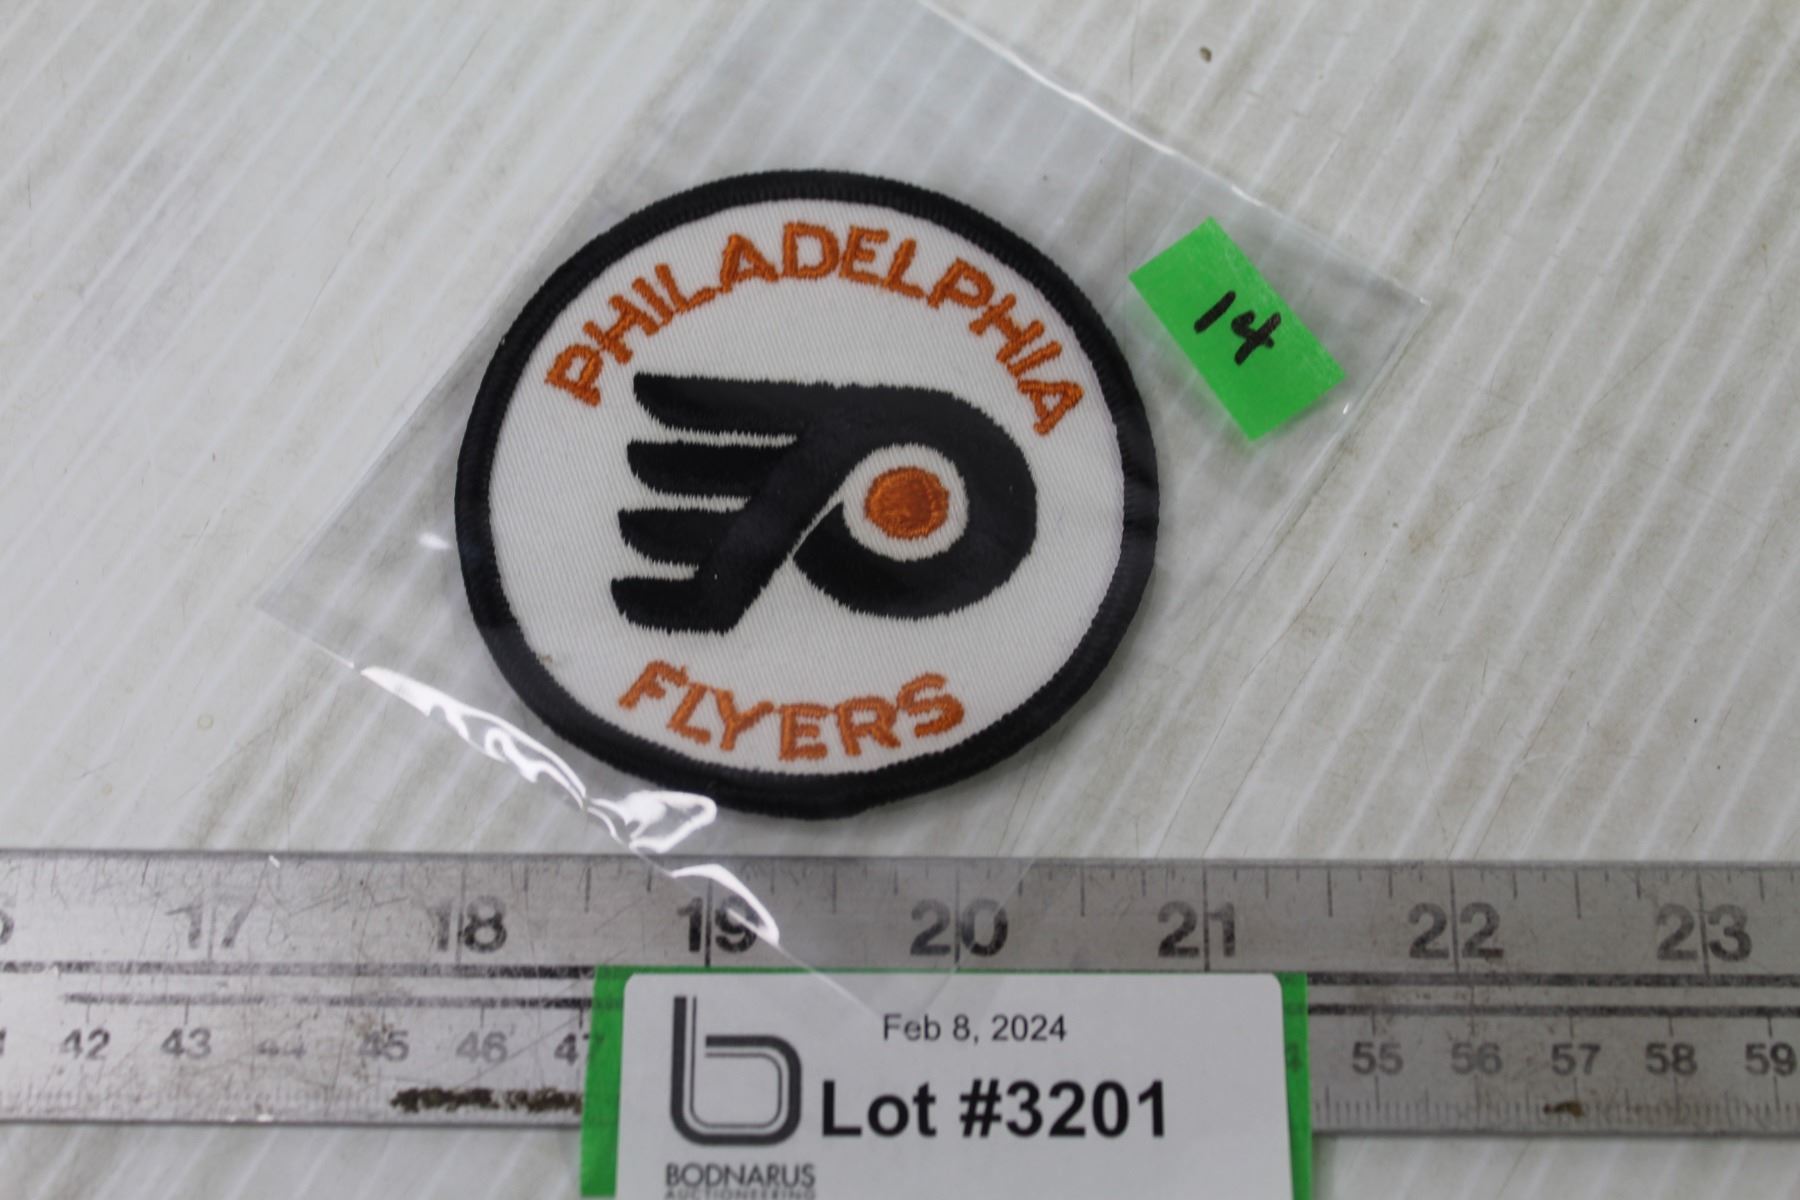 PHILADELPHIA
14
FLYERS
17 18 19 20 21 22 23
42 43 44 45 46 47 55 56 57 58 59
Feb 8, 2024
Lot #3201
BODNARUS
AUCTIONEERING